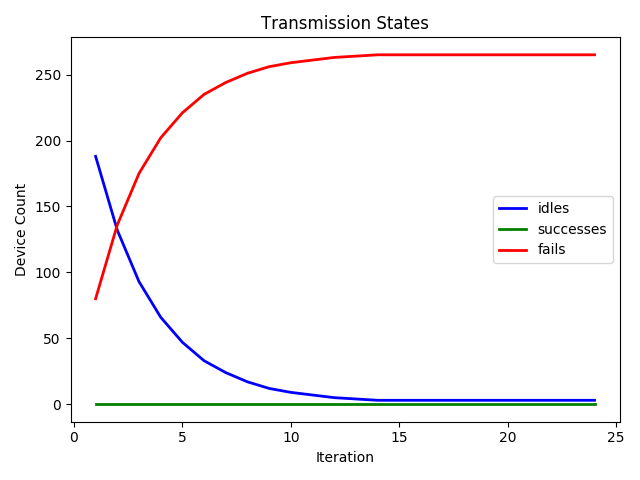 Transmission States
Device Count
250
200
150
100
50
0
idles
successes
fails
0 5 10 15 20 25
Iteration